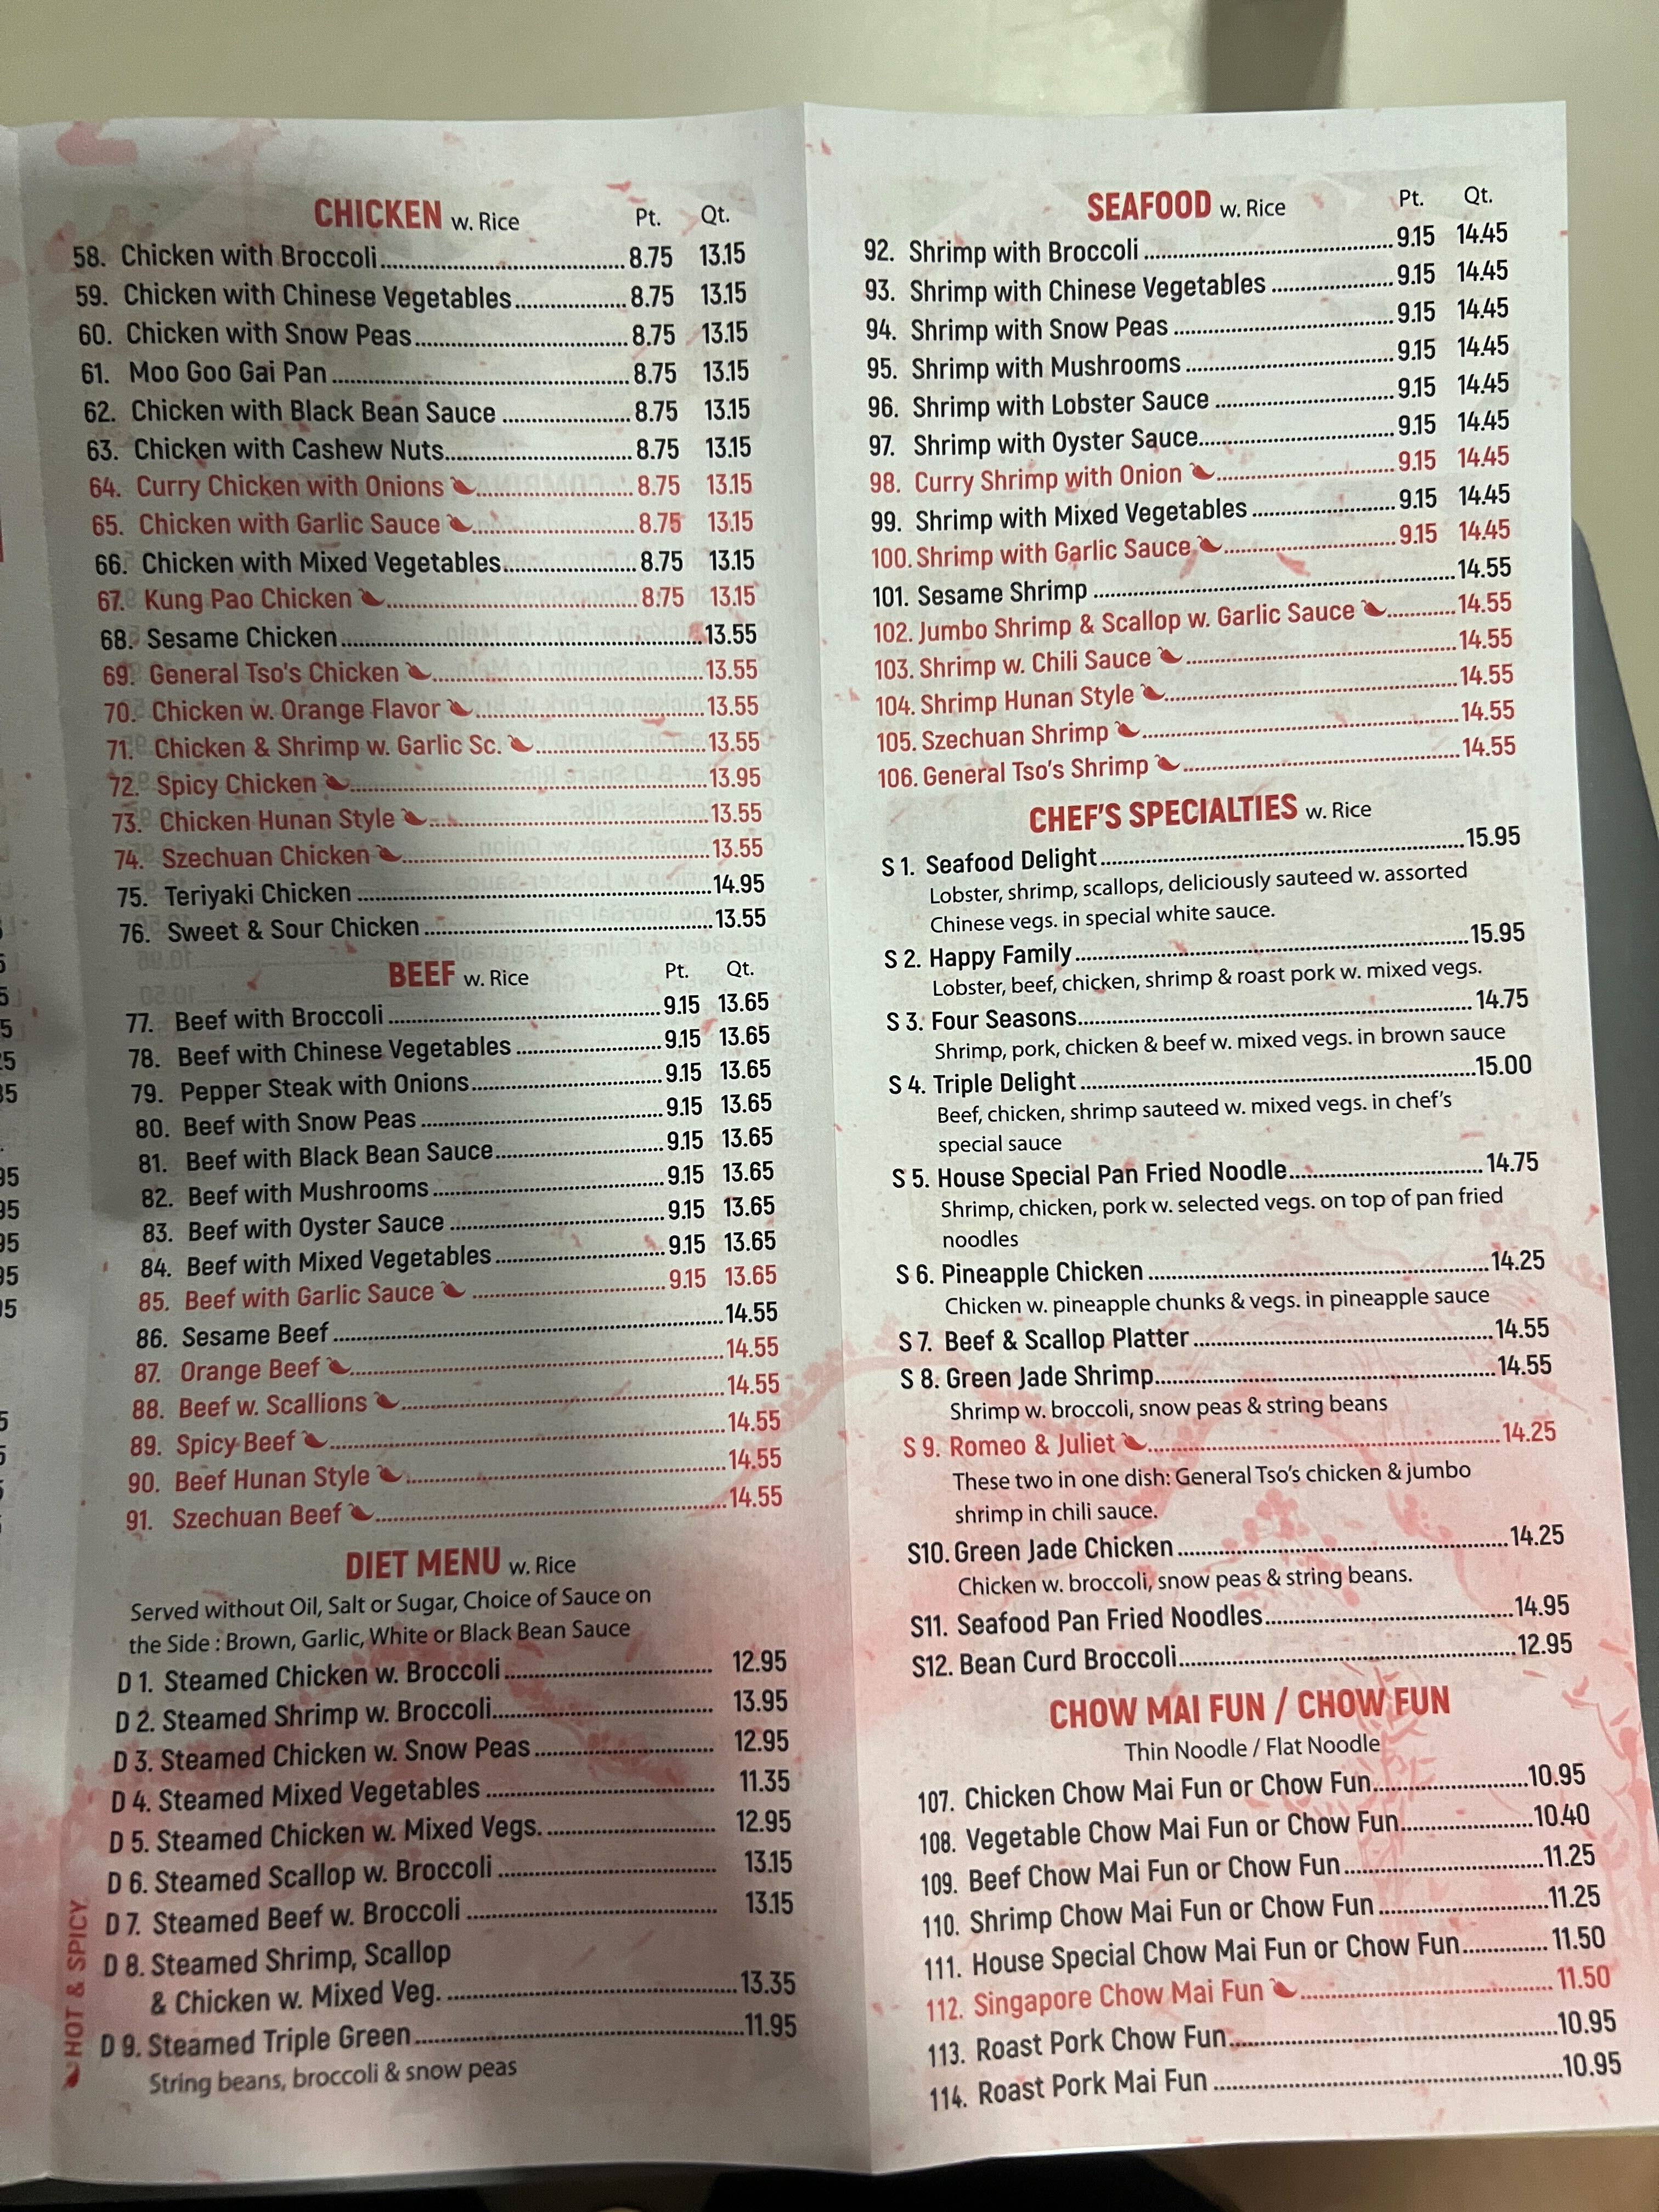 CHICKEN w. Rice Pt. Qt.
58. Chicken with Broccoli 8.75 13.15
59. Chicken with Chinese Vegetables 8.75 13.15
60. Chicken with Snow Peas 8.75 13.15
61. Moo Goo Gai Pan 8.75 13.15
62. Chicken with Black Bean Sauce 8.75 13.15
63. Chicken with Cashew Nuts 8.75 13.15
64. Curry Chicken with Onions 8.75 13.15
65. Chicken with Garlic Sauce 8.75 13.15
66. Chicken with Mixed Vegetables 8.75 13.15
67. Kung Pao Chicken 8.75 13.15
68. Sesame Chicken 13.55
69. General Tso's Chicken 13.55
70. Chicken w. Orange Flavor 13.55
71. Chicken & Shrimp w. Garlic Sc. 13.55
72. Spicy Chicken 13.95
73. Chicken Hunan Style 13.55
74. Szechuan Chicken 13.55
75. Teriyaki Chicken 14.95
76. Sweet & Sour Chicken 13.55
BEEF w. Rice Pt. Qt.
77. Beef with Broccoli 9.15 13.65
78. Beef with Chinese Vegetables 9.15 13.65
79. Pepper Steak with Onions 9.15 13.65
80. Beef with Snow Peas 9.15 13.65
81. Beef with Black Bean Sauce 9.15 13.65
82. Beef with Mushrooms 9.15 13.65
83. Beef with Oyster Sauce 9.15 13.65
84. Beef with Mixed Vegetables 9.15 13.65
85. Beef with Garlic Sauce 9.15 13.65
86. Sesame Beef 14.55
87. Orange Beef 14.55
88. Beef w. Scallions 14.55
89. Spicy Beef 14.55
90. Beef Hunan Style 14.55
91. Szechuan Beef 14.55
DIET MENU w. Rice
Served without Oil, Salt or Sugar, Choice of Sauce on
the Side : Brown, Garlic, White or Black Bean Sauce
D 1. Steamed Chicken w. Broccoli 12.95
D 2. Steamed Shrimp w. Broccoli 13.95
D 3. Steamed Chicken w. Snow Peas 12.95
D 4. Steamed Mixed Vegetables 11.35
D 5. Steamed Chicken w. Mixed Vegs. 12.95
D 6. Steamed Scallop w. Broccoli 13.15
D 7. Steamed Beef w. Broccoli 13.15
D 8. Steamed Shrimp, Scallop
& Chicken w. Mixed Veg. 13.35
D 9. Steamed Triple Green 11.95
String beans, broccoli & snow peas
HOT & SPICY
SEAFOOD w. Rice Pt. Qt.
92. Shrimp with Broccoli 9.15 14.45
93. Shrimp with Chinese Vegetables 9.15 14.45
94. Shrimp with Snow Peas 9.15 14.45
95. Shrimp with Mushrooms 9.15 14.45
96. Shrimp with Lobster Sauce 9.15 14.45
97. Shrimp with Oyster Sauce 9.15 14.45
98. Curry Shrimp with Onion 9.15 14.45
99. Shrimp with Mixed Vegetables 9.15 14.45
100. Shrimp with Garlic Sauce 9.15 14.45
101. Sesame Shrimp 14.55
102. Jumbo Shrimp & Scallop w. Garlic Sauce 14.55
103. Shrimp w. Chili Sauce 14.55
104. Shrimp Hunan Style 14.55
105. Szechuan Shrimp 14.55
106. General Tso's Shrimp 14.55
CHEF'S SPECIALTIES w. Rice
S 1. Seafood Delight 15.95
Lobster, shrimp, scallops, deliciously sauteed w. assorted
Chinese vegs. in special white sauce.
S 2. Happy Family 15.95
Lobster, beef, chicken, shrimp & roast pork w. mixed vegs.
S 3. Four Seasons 14.75
Shrimp, pork, chicken & beef w. mixed vegs. in brown sauce
S 4. Triple Delight 15.00
Beef, chicken, shrimp sauteed w. mixed vegs. in chef's
special sauce
S 5. House Special Pan Fried Noodle 14.75
Shrimp, chicken, pork w. selected vegs. on top of pan fried
noodles
S 6. Pineapple Chicken 14.25
Chicken w. pineapple chunks & vegs. in pineapple sauce
S 7. Beef & Scallop Platter 14.55
S 8. Green Jade Shrimp 14.55
Shrimp w. broccoli, snow peas & string beans
S 9. Romeo & Juliet 14.25
These two in one dish: General Tso's chicken & jumbo
shrimp in chili sauce.
S10. Green Jade Chicken 14.25
Chicken w. broccoli, snow peas & string beans.
S11. Seafood Pan Fried Noodles 14.95
S12. Bean Curd Broccoli 12.95
CHOW MAI FUN / CHOW FUN
Thin Noodle / Flat Noodle
107. Chicken Chow Mai Fun or Chow Fun 10.95
108. Vegetable Chow Mai Fun or Chow Fun 10.40
109. Beef Chow Mai Fun or Chow Fun 11.25
110. Shrimp Chow Mai Fun or Chow Fun 11.25
111. House Special Chow Mai Fun or Chow Fun 11.50
112. Singapore Chow Mai Fun 11.50
113. Roast Pork Chow Fun 10.95
114. Roast Pork Mai Fun 10.95